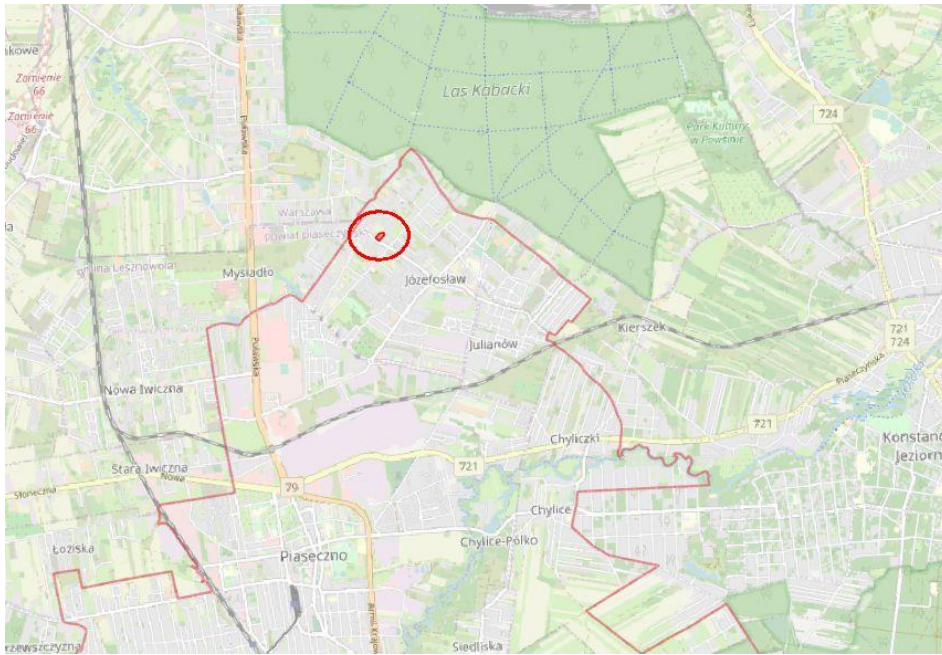 Las Kabacki
724
Zamienie
66
Zamienie
66
Park Kultury
w Powsinie
Puławska
Warszawa
powiat piaseczyński
gmina Lesznowola
Mysiadło
Józefosław
Kierszek
721
724
Julianów
Puławska
Piaseczyńska
Nowa Iwiczna
721
Chyliczki
Stara Iwiczna
721
Nowa
Słoneczna
79
Chylice
Łoziska
Chylice-Pólko
Piaseczno
Siedliska